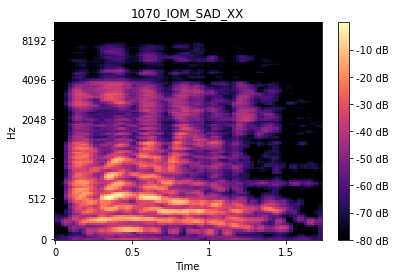 1070_IOM_SAD_XX
Hz
8192
4096
2048
1024
512
0
0
0.5
1
1.5
Time
-10 dB
-20 dB
-30 dB
-40 dB
-50 dB
-60 dB
-70 dB
-80 dB